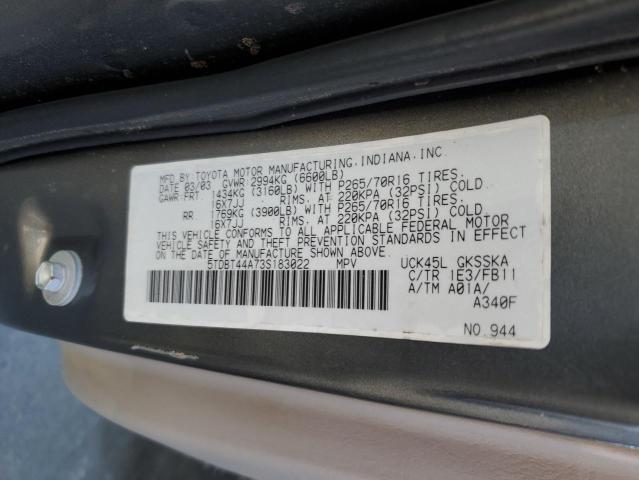 MFD.BY TOYOTA MOTOR MANUFACTURING,INDIANA,INC.
DATE 03/03 GVWR 2994KG (6600LB)
GAWR FRT. 1434KG (3160LB) WITH P265/70R16 TIRES.
16X7JJ RIMS. AT 220KPA (32PSI) COLD
RR 1769KG (3900LB) WITH P265/70R16 TIRES.
16X7JJ RIMS. AT 220KPA (32PSI) COLD
THIS VEHICLE CONFORMS TO ALL APPLICABLE FEDERAL MOTOR
VEHICLE SAFETY AND BUMPER STANDARDS IN EFFECT
ON THE DATE OF MANUFACTURE SHOWN ABOVE.
5TDBT44A73S183022 MPV UCK45L GKSSKA
C/TR 1E3/FB11
A/TM A01A/
A340F
NO.944